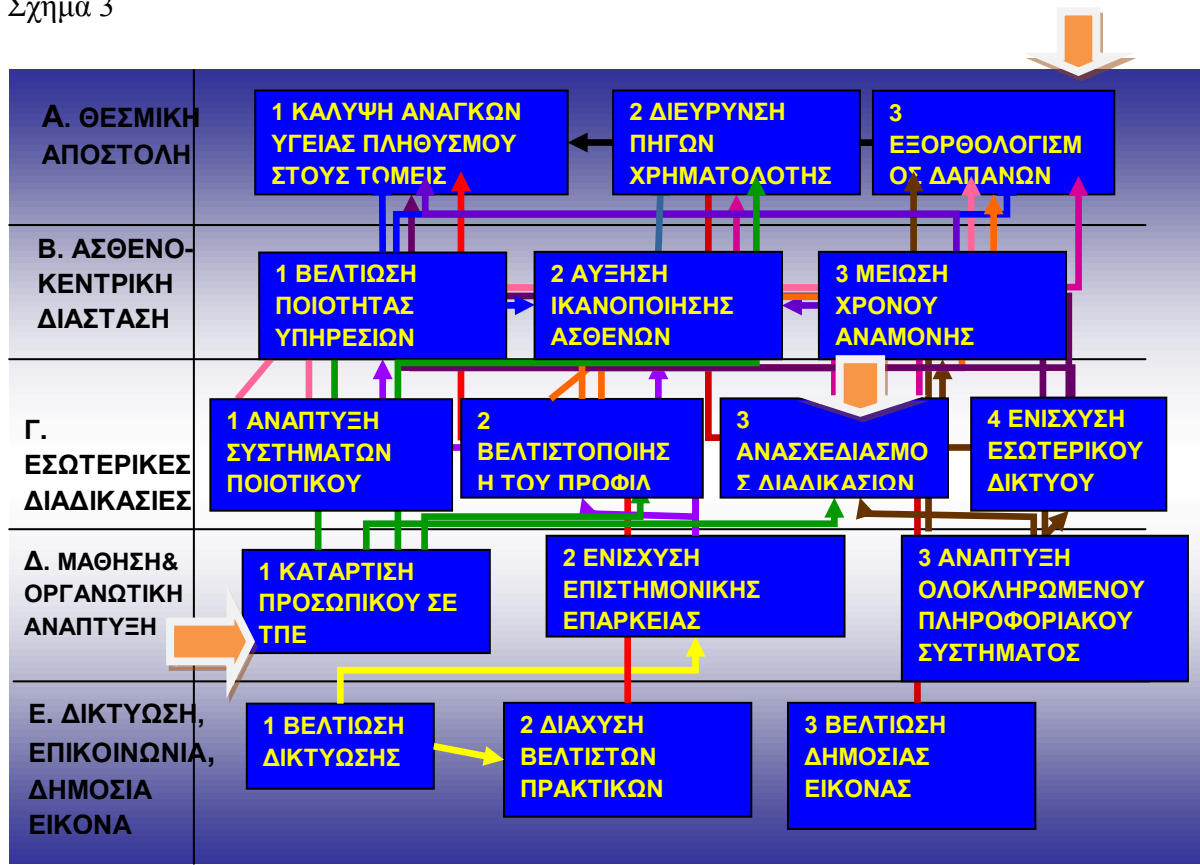 Σχήμα 3
Α. ΘΕΣΜΙΚΗ
ΑΠΟΣΤΟΛΗ
1 ΚΑΛΥΨΗ ΑΝΑΓΚΩΝ
ΥΓΕΙΑΣ ΠΛΗΘΥΣΜΟΥ
ΣΤΟΥΣ ΤΟΜΕΙΣ
2 ΔΙΕΥΡΥΝΣΗ
ΠΗΓΩΝ
ΧΡΗΜΑΤΟΛΟΤΗΣ
3
ΕΞΟΡΘΟΛΟΓΙΣΜ
ΟΣ ΔΑΠΑΝΩΝ
Β. ΑΣΘΕΝΟ-
ΚΕΝΤΡΙΚΗ
ΔΙΑΣΤΑΣΗ
1 ΒΕΛΤΙΩΣΗ
ΠΟΙΟΤΗΤΑΣ
ΥΠΗΡΕΣΙΩΝ
2 ΑΥΞΗΣΗ
ΙΚΑΝΟΠΟΙΗΣΗΣ
ΑΣΘΕΝΩΝ
3 ΜΕΙΩΣΗ
ΧΡΟΝΟΥ
ΑΝΑΜΟΝΗΣ
Γ.
ΕΣΩΤΕΡΙΚΕΣ
ΔΙΑΔΙΚΑΣΙΕΣ
1 ΑΝΑΠΤΥΞΗ
ΣΥΣΤΗΜΑΤΩΝ
ΠΟΙΟΤΙΚΟΥ
2
ΒΕΛΤΙΣΤΟΠΟΙΗΣ
Η ΤΟΥ ΠΡΟΦΙΛ
3
ΑΝΑΣΧΕΔΙΑΣΜΟ
Σ ΔΙΑΔΙΚΑΣΙΩΝ
4 ΕΝΙΣΧΥΣΗ
ΕΣΩΤΕΡΙΚΟΥ
ΔΙΚΤΥΟΥ
Δ. ΜΑΘΗΣΗ&
ΟΡΓΑΝΩΤΙΚΗ
ΑΝΑΠΤΥΞΗ
1 ΚΑΤΑΡΤΙΣΗ
ΠΡΟΣΩΠΙΚΟΥ ΣΕ
ΤΠΕ
2 ΕΝΙΣΧΥΣΗ
ΕΠΙΣΤΗΜΟΝΙΚΗΣ
ΕΠΑΡΚΕΙΑΣ
3 ΑΝΑΠΤΥΞΗ
ΟΛΟΚΛΗΡΩΜΕΝΟΥ
ΠΛΗΡΟΦΟΡΙΑΚΟΥ
ΣΥΣΤΗΜΑΤΟΣ
Ε. ΔΙΚΤΥΩΣΗ,
ΕΠΙΚΟΙΝΩΝΙΑ,
ΔΗΜΟΣΙΑ
ΕΙΚΟΝΑ
1 ΒΕΛΤΙΩΣΗ
ΔΙΚΤΥΩΣΗΣ
2 ΔΙΑΧΥΣΗ
ΒΕΛΤΙΣΤΩΝ
ΠΡΑΚΤΙΚΩΝ
3 ΒΕΛΤΙΩΣΗ
ΔΗΜΟΣΙΑΣ
ΕΙΚΟΝΑΣ